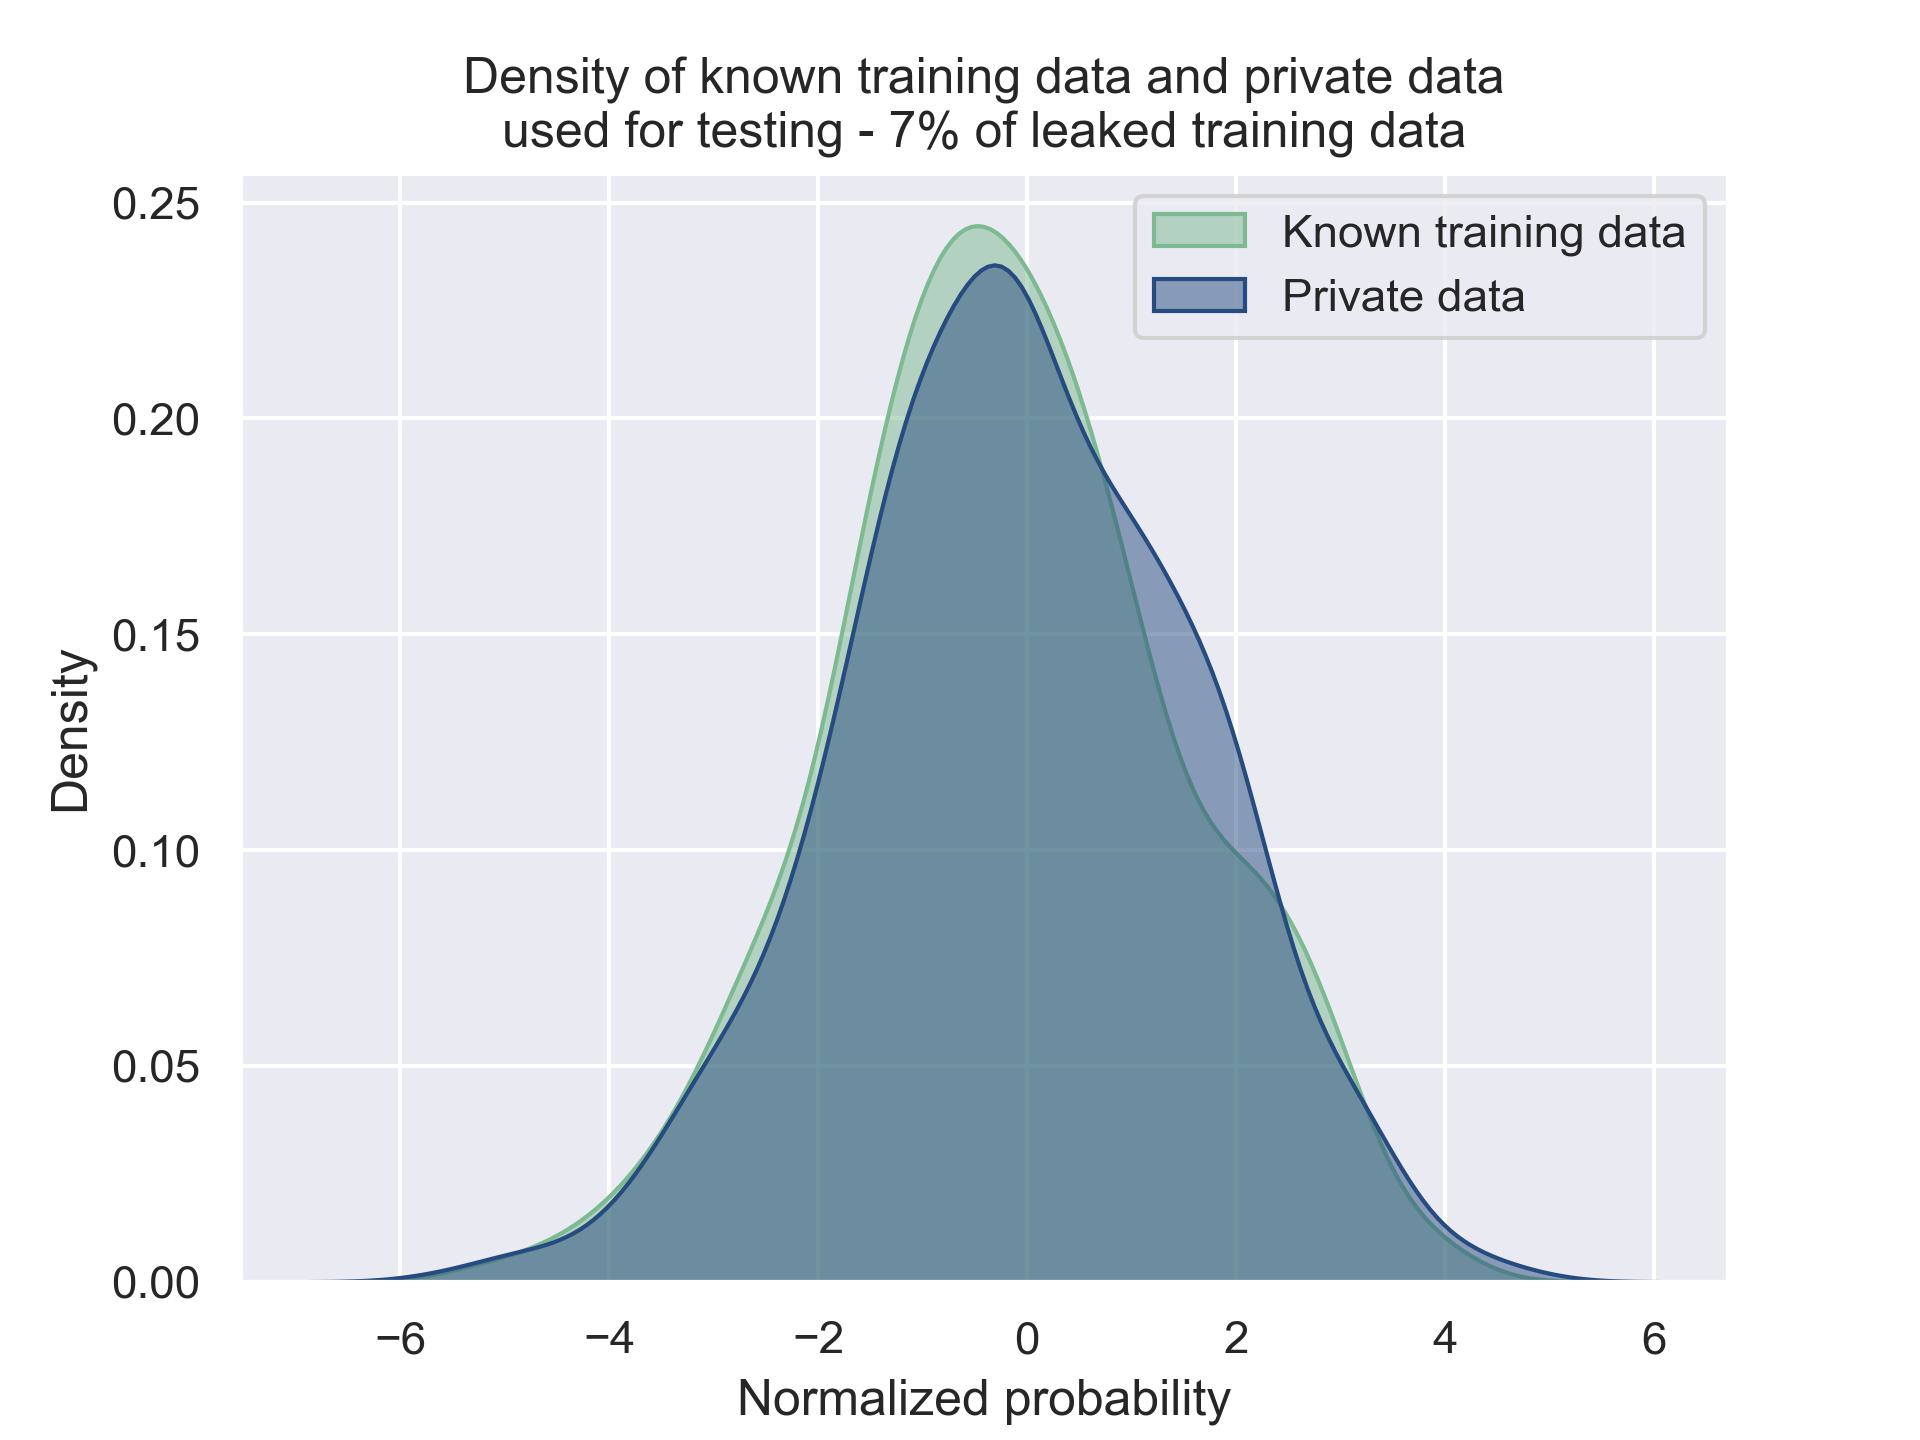 Density of known training data and private data
used for testing - 7% of leaked training data
Known training data
Private data
0.25
0.20
0.15
0.10
0.05
0.00
Density
−6
−4
−2
0
2
4
6
Normalized probability